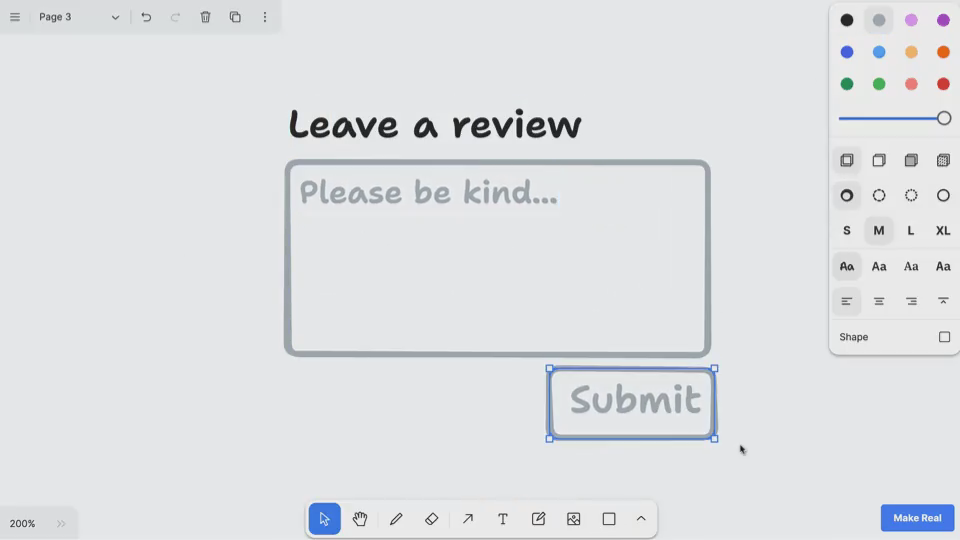 Page 3
Leave a review
Please be kind...
Submit
S M L XL
Aa Aa Aa Aa
Shape
200%
T
Make Real